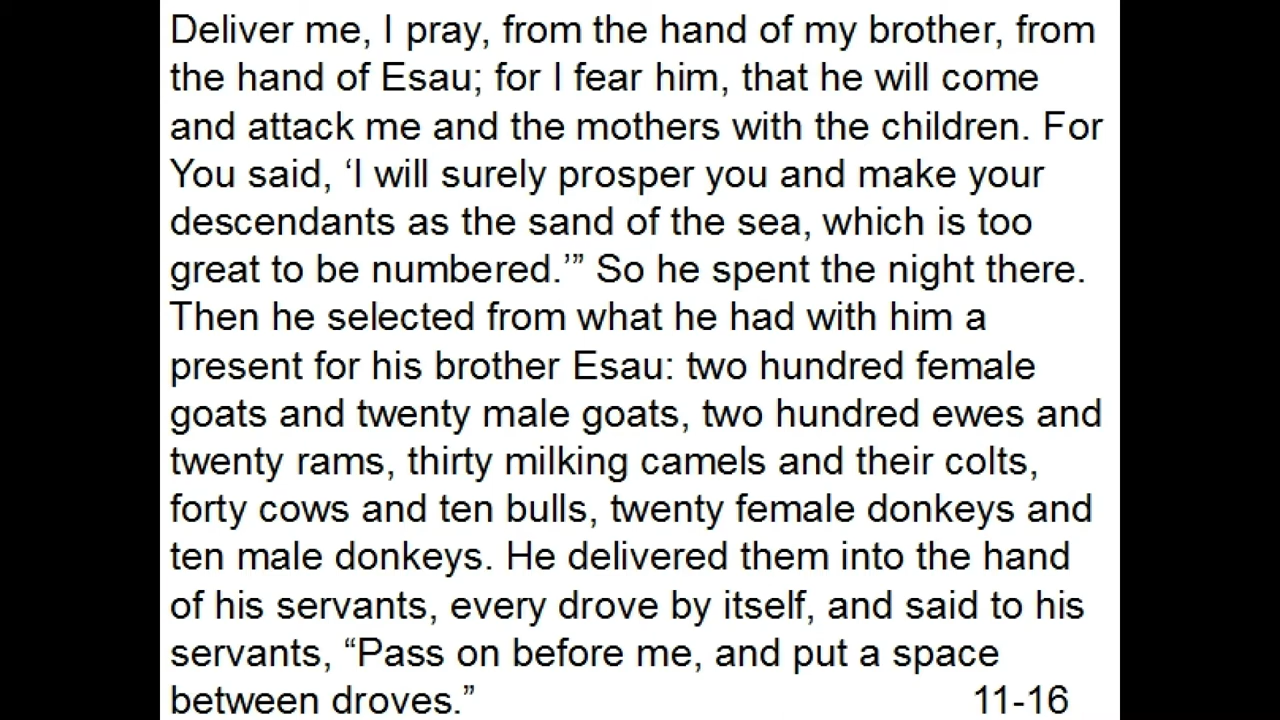 Deliver me, I pray, from the hand of my brother, from
the hand of Esau; for I fear him, that he will come
and attack me and the mothers with the children. For
You said, ‘I will surely prosper you and make your
descendants as the sand of the sea, which is too
great to be numbered.’” So he spent the night there.
Then he selected from what he had with him a
present for his brother Esau: two hundred female
goats and twenty male goats, two hundred ewes and
twenty rams, thirty milking camels and their colts,
forty cows and ten bulls, twenty female donkeys and
ten male donkeys. He delivered them into the hand
of his servants, every drove by itself, and said to his
servants, “Pass on before me, and put a space
between droves.” 11-16